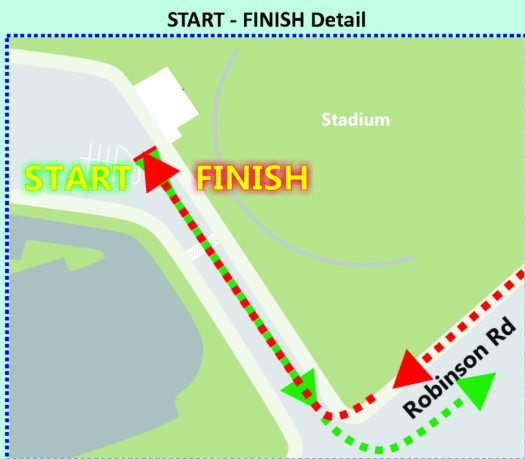 START - FINISH Detail
Stadium
START
FINISH
Robinson Rd